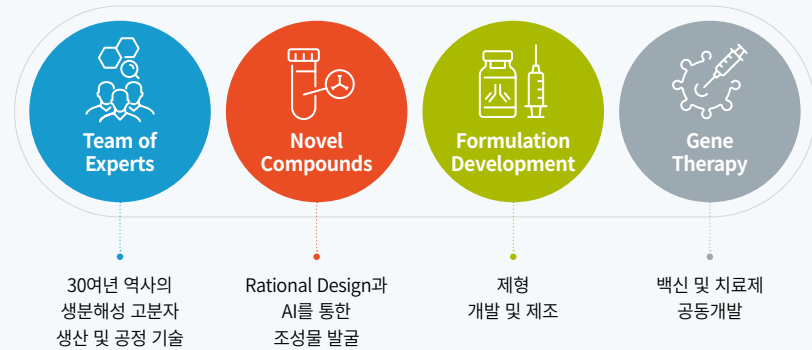 Team of
Experts
Novel
Compounds
Formulation
Development
Gene
Therapy
30여년 역사의
생분해성 고분자
생산 및 공정 기술
Rational Design과
AI를 통한
조성물 발굴
제형
개발 및 제조
백신 및 치료제
공동개발